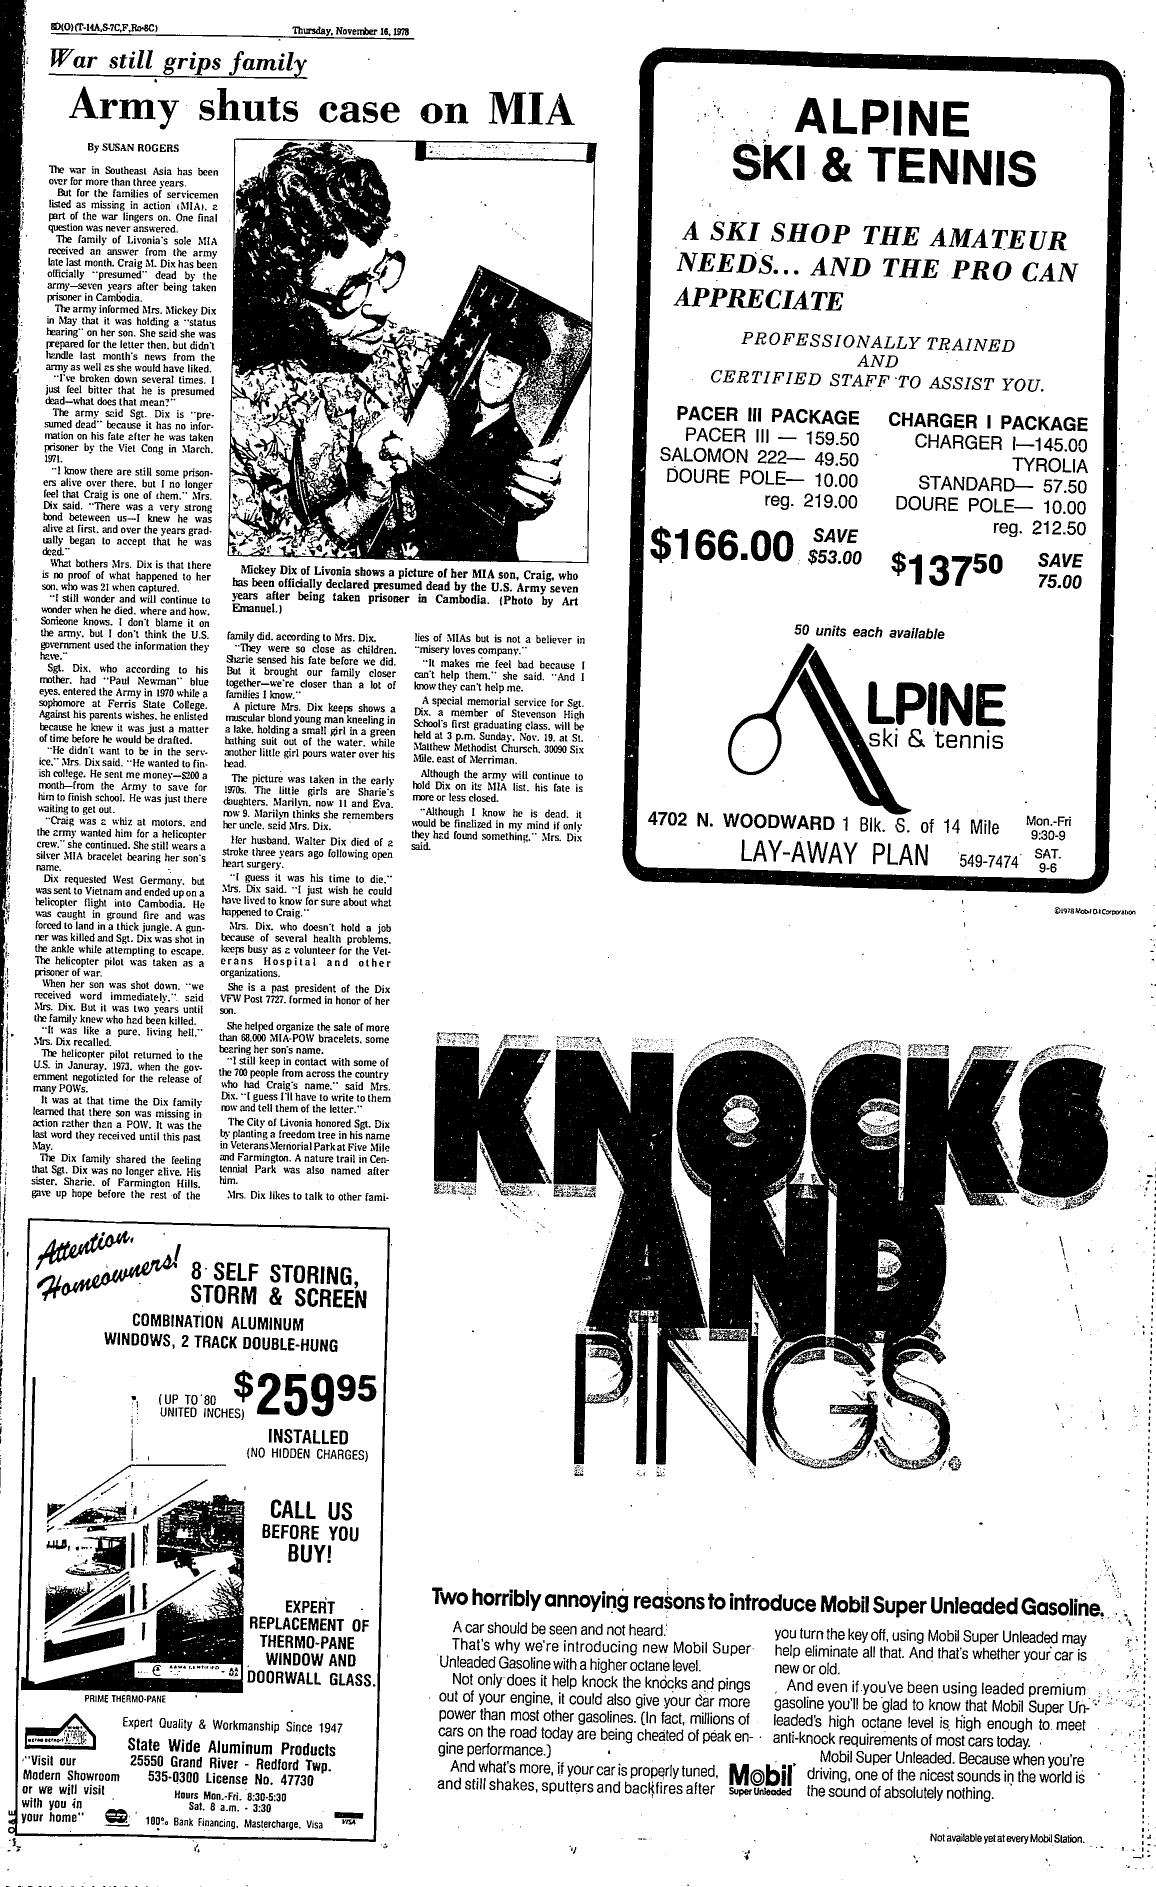 8D(O)(T-14A,S-7C,F,Ro-8C)
Thursday, November 16, 1978
War still grips family
Army shuts case on MIA
By SUSAN ROGERS
The war in Southeast Asia has been
over for more than three years.
But for the families of servicemen
listed as missing in action (MIA), a
part of the war lingers on. One final
question was never answered.
The family of Livonia's sole MIA
received an answer from the army
late last month. Craig M. Dix has been
officially "presumed" dead by the
army—seven years after being taken
prisoner in Cambodia.
The army informed Mrs. Mickey Dix
in May that it was holding a "status
hearing" on her son. She said she was
prepared for the letter then, but didn't
handle last month's news from the
army as well as she would have liked.
"I've broken down several times. I
just feel bitter that he is presumed
dead—what does that mean?"
The army said Sgt. Dix is "pre-
sumed dead" because it has no infor-
mation on his fate after he was taken
prisoner by the Viet Cong in March,
1971.
"I know there are still some prison-
ers alive over there, but I no longer
feel that Craig is one of them." Mrs.
Dix said. "There was a very strong
bond beteween us—I knew he was
alive at first, and over the years grad-
ually began to accept that he was
dead."
What bothers Mrs. Dix is that there
is no proof of what happened to her
son, who was 21 when captured.
"I still wonder and will continue to
wonder when he died, where and how.
Someone knows. I don't blame it on
the army, but I don't think the U.S.
government used the information they
have."
Sgt. Dix, who according to his
mother, had "Paul Newman" blue
eyes, entered the Army in 1970 while a
sophomore at Ferris State College.
Against his parents wishes, he enlisted
because he knew it was just a matter
of time before he would be drafted.
"He didn't want to be in the serv-
ice," Mrs. Dix said. "He wanted to fin-
ish college. He sent me money—$200 a
month—from the Army to save for
him to finish school. He was just there
waiting to get out.
"Craig was a whiz at motors, and
the army wanted him for a helicopter
crew," she continued. She still wears a
silver MIA bracelet bearing her son's
name.
Dix requested West Germany, but
was sent to Vietnam and ended up on a
helicopter flight into Cambodia. He
was caught in ground fire and was
forced to land in a thick jungle. A gun-
ner was killed and Sgt. Dix was shot in
the ankle while attempting to escape.
The helicopter pilot was taken as a
prisoner of war.
When her son was shot down, "we
received word immediately," said
Mrs. Dix. But it was two years until
the family knew who had been killed.
"It was like a pure, living hell,"
Mrs. Dix recalled.
The helicopter pilot returned to the
U.S. in Januray, 1973, when the gov-
ernment negotiated for the release of
many POWs.
It was at that time the Dix family
learned that there son was missing in
action rather than a POW. It was the
last word they received until this past
May.
The Dix family shared the feeling
that Sgt. Dix was no longer alive. His
sister, Sharie, of Farmington Hills,
gave up hope before the rest of the
Mickey Dix of Livonia shows a picture of her MIA son, Craig, who
has been officially declared presumed dead by the U.S. Army seven
years after being taken prisoner in Cambodia. (Photo by Art
Emanuel.)
family did, according to Mrs. Dix.
"They were so close as children.
Sharie sensed his fate before we did.
But it brought our family closer
together—we're closer than a lot of
families I know."
A picture Mrs. Dix keeps shows a
muscular blond young man kneeling in
a lake, holding a small girl in a green
bathing suit out of the water, while
another little girl pours water over his
head.
The picture was taken in the early
1970s. The little girls are Sharie's
daughters, Marilyn, now 11 and Eva,
now 9. Marilyn thinks she remembers
her uncle, said Mrs. Dix.
Her husband, Walter Dix died of a
stroke three years ago following open
heart surgery.
"I guess it was his time to die,"
Mrs. Dix said. "I just wish he could
have lived to know for sure about what
happened to Craig."
Mrs. Dix, who doesn't hold a job
because of several health problems,
keeps busy as a volunteer for the Vet-
erans Hospital and other
organizations.
She is a past president of the Dix
VFW Post 7727, formed in honor of her
son.
She helped organize the sale of more
than 68,000 MIA-POW bracelets, some
bearing her son's name.
"I still keep in contact with some of
the 700 people from across the country
who had Craig's name," said Mrs.
Dix. "I guess I'll have to write to them
now and tell them of the letter."
The City of Livonia honored Sgt. Dix
by planting a freedom tree in his name
in Veterans Memorial Park at Five Mile
and Farmington. A nature trail in Cen-
tennial Park was also named after
him.
Mrs. Dix likes to talk to other fami-
lies of MIAs but is not a believer in
"misery loves company."
"It makes me feel bad because I
can't help them," she said. "And I
know they can't help me.
A special memorial service for Sgt.
Dix, a member of Stevenson High
School's first graduating class, will be
held at 3 p.m. Sunday, Nov. 19, at St.
Matthew Methodist Chursch, 30090 Six
Mile, east of Merriman.
Although the army will continue to
hold Dix on its MIA list, his fate is
more or less closed.
"Although I know he is dead, it
would be finalized in my mind if only
they had found something," Mrs. Dix
said.
ALPINE
SKI & TENNIS
A SKI SHOP THE AMATEUR
NEEDS... AND THE PRO CAN
APPRECIATE
PROFESSIONALLY TRAINED
AND
CERTIFIED STAFF TO ASSIST YOU.
PACER III PACKAGE
PACER III — 159.50
SALOMON 222— 49.50
DOURE POLE— 10.00
reg. 219.00
$166.00 SAVE
$53.00
CHARGER I PACKAGE
CHARGER I—145.00
TYROLIA
STANDARD— 57.50
DOURE POLE— 10.00
reg. 212.50
$137 50 SAVE
75.00
50 units each available
ALPINE
ski & tennis
4702 N. WOODWARD 1 Blk. S. of 14 Mile
LAY-AWAY PLAN 549-7474
Mon.-Fri
9:30-9
SAT.
9-6
©1978 Mobil Oil Corporation
KNOCKS
AND
PINGS.
Two horribly annoying reasons to introduce Mobil Super Unleaded Gasoline.
A car should be seen and not heard.
That's why we're introducing new Mobil Super
Unleaded Gasoline with a higher octane level.
Not only does it help knock the knocks and pings
out of your engine, it could also give your car more
power than most other gasolines. (In fact, millions of
cars on the road today are being cheated of peak en-
gine performance.)
And what's more, if your car is properly tuned,
and still shakes, sputters and backfires after
you turn the key off, using Mobil Super Unleaded may
help eliminate all that. And that's whether your car is
new or old.
And even if you've been using leaded premium
gasoline you'll be glad to know that Mobil Super Un-
leaded's high octane level is high enough to meet
anti-knock requirements of most cars today.
Mobil Super Unleaded. Because when you're
driving, one of the nicest sounds in the world is
the sound of absolutely nothing.
Mobil
Super Unleaded
Not available yet at every Mobil Station.
Attention,
Homeowners!
8 SELF STORING,
STORM & SCREEN
COMBINATION ALUMINUM
WINDOWS, 2 TRACK DOUBLE-HUNG
(UP TO 80
UNITED INCHES)
$259 95
INSTALLED
(NO HIDDEN CHARGES)
CALL US
BEFORE YOU
BUY!
EXPERT
REPLACEMENT OF
THERMO-PANE
WINDOW AND
DOORWALL GLASS.
PRIME THERMO-PANE
Expert Quality & Workmanship Since 1947
State Wide Aluminum Products
25550 Grand River - Redford Twp.
535-0300 License No. 47730
Hours Mon.-Fri. 8:30-5:30
Sat. 8 a.m. - 3:30
100% Bank Financing, Mastercharge, Visa
"Visit our
Modern Showroom
or we will visit
with you in
your home"
VISA
O&E